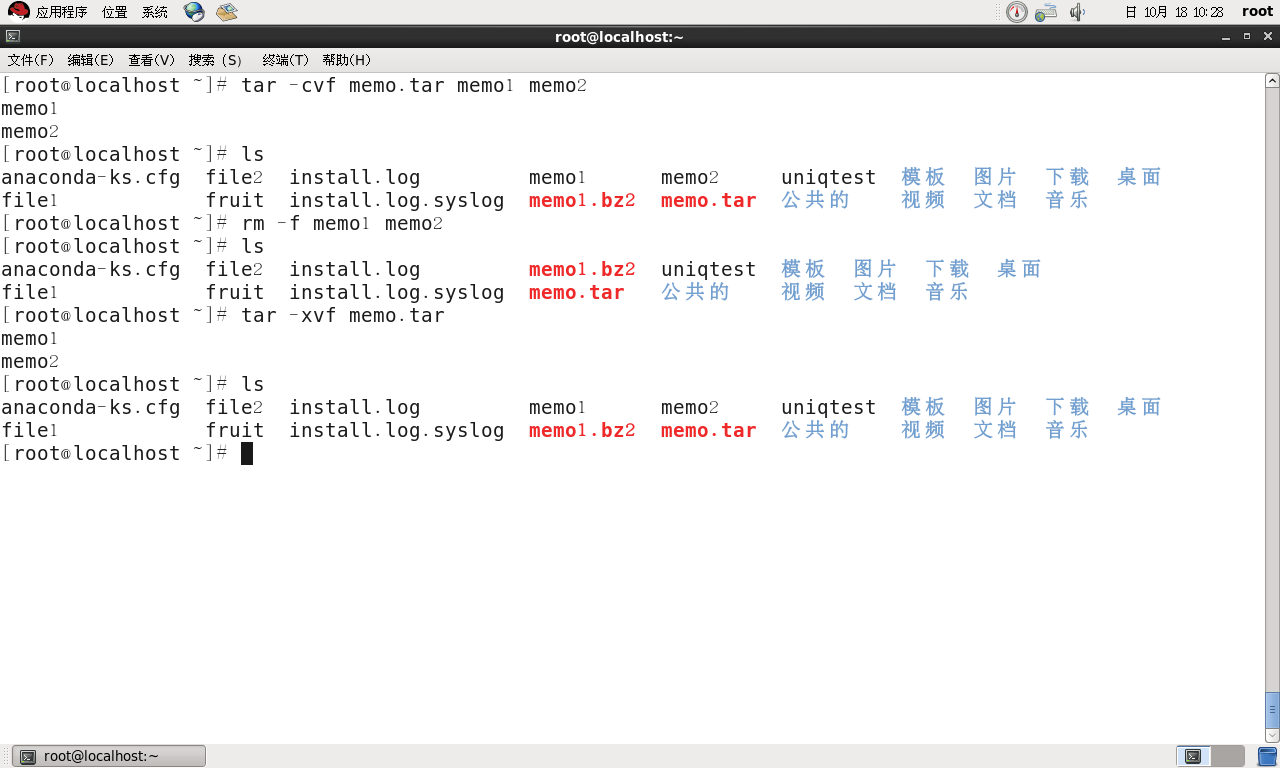 应用程序 位置 系统 日 10月 18 10:28 root
root@localhost:~
文件(F) 编辑(E) 查看(V) 搜索 (S) 终端(T) 帮助(H)
[root@localhost ~]# tar -cvf memo.tar memo1 memo2
memo1
memo2
[root@localhost ~]# ls
anaconda-ks.cfg file2 install.log memo1 memo2 uniqtest 模板 图片 下载 桌面
file1 fruit install.log.syslog memo1.bz2 memo.tar 公共的 视频 文档 音乐
[root@localhost ~]# rm -f memo1 memo2
[root@localhost ~]# ls
anaconda-ks.cfg file2 install.log memo1.bz2 uniqtest 模板 图片 下载 桌面
file1 fruit install.log.syslog memo.tar 公共的 视频 文档 音乐
[root@localhost ~]# tar -xvf memo.tar
memo1
memo2
[root@localhost ~]# ls
anaconda-ks.cfg file2 install.log memo1 memo2 uniqtest 模板 图片 下载 桌面
file1 fruit install.log.syslog memo1.bz2 memo.tar 公共的 视频 文档 音乐
[root@localhost ~]#
root@localhost:~